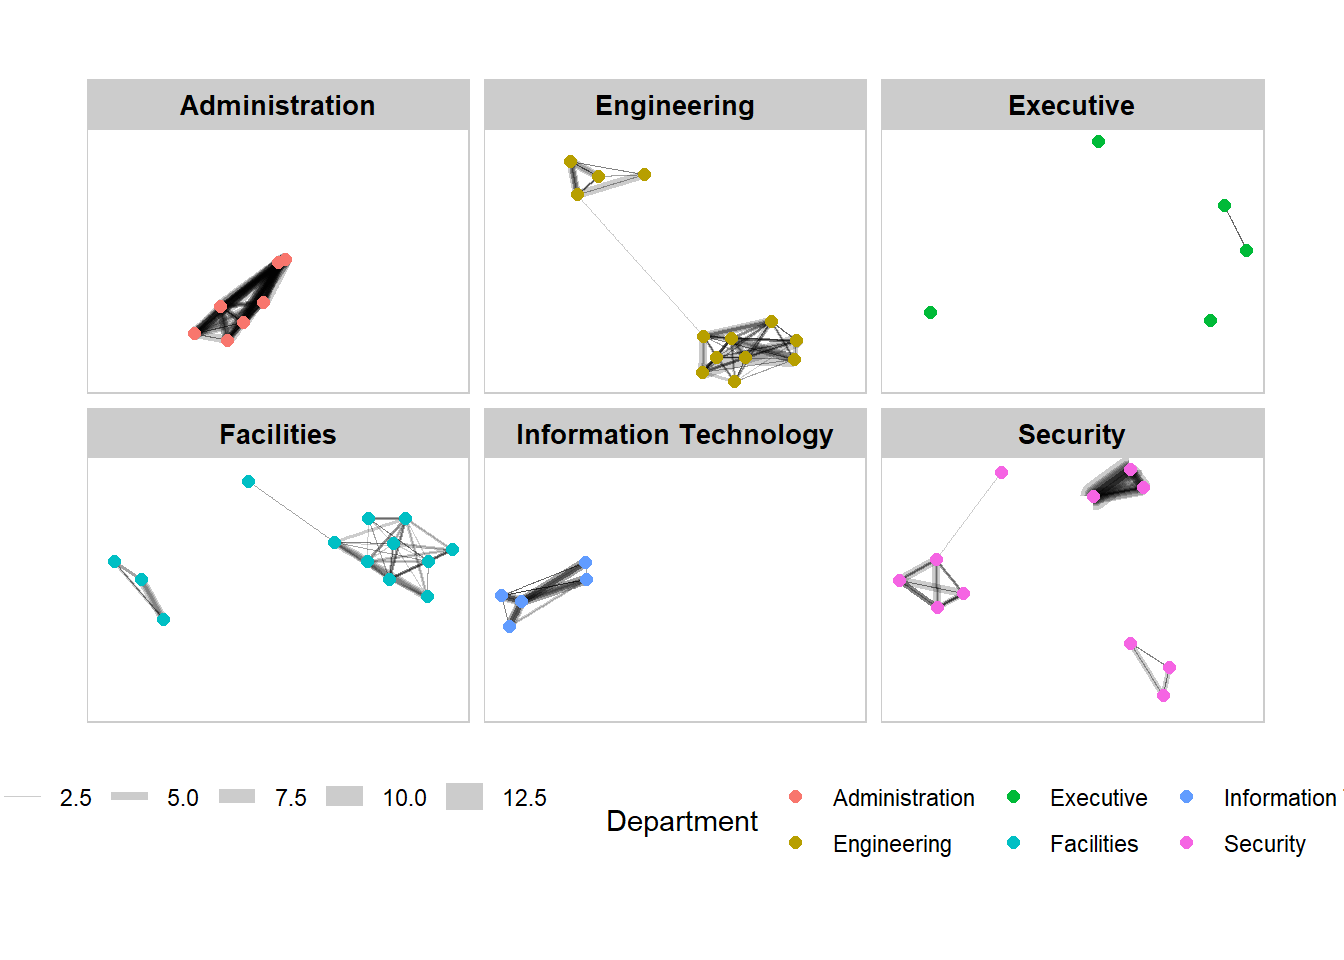 Administration
Engineering
Executive
Facilities
Information Technology
Security
2.5
5.0
7.5
10.0
12.5
Department
Administration
Executive
Information
Engineering
Facilities
Security